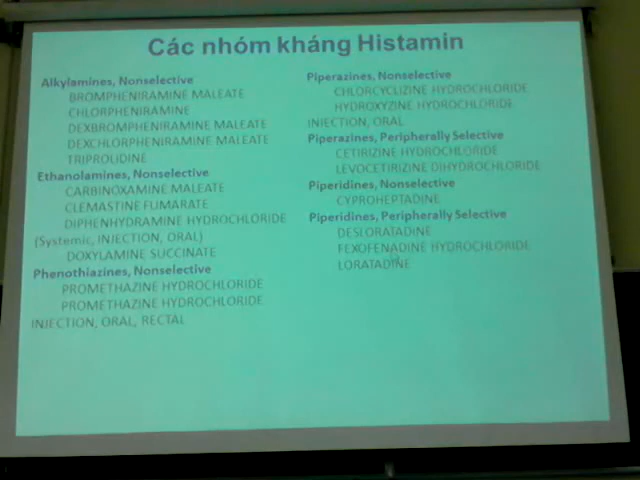 Các nhóm kháng Histamin
Alkylamines, Nonselective
BROMPHENIRAMINE MALEATE
CHLORPHENIRAMINE
DEXBROMPHENIRAMINE MALEATE
DEXCHLORPHENIRAMINE MALEATE
TRIPROLIDINE
Ethanolamines, Nonselective
CARBINOXAMINE MALEATE
CLEMASTINE FUMARATE
DIPHENHYDRAMINE HYDROCHLORIDE
(Systemic, INJECTION, ORAL)
DOXYLAMINE SUCCINATE
Phenothiazines, Nonselective
PROMETHAZINE HYDROCHLORIDE
PROMETHAZINE HYDROCHLORIDE
INJECTION, ORAL, RECTAL
Piperazines, Nonselective
CHLORCYCLIZINE HYDROCHLORIDE
HYDROXYZINE HYDROCHLORIDE
INJECTION, ORAL
Piperazines, Peripherally Selective
CETIRIZINE HYDROCHLORIDE
LEVOCETIRIZINE DIHYDROCHLORIDE
Piperidines, Nonselective
CYPROHEPTADINE
Piperidines, Peripherally Selective
DESLORATADINE
FEXOFENADINE HYDROCHLORIDE
LORATADINE